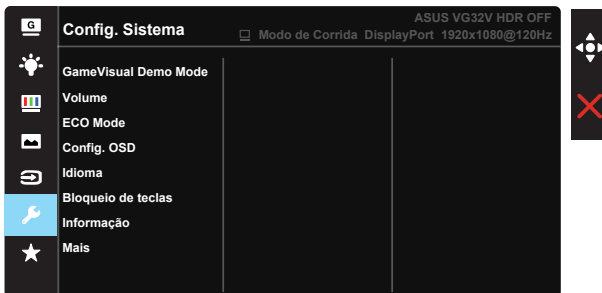 G
Config. Sistema
ASUS VG32V HDR OFF
Modo de Corrida DisplayPort 1920x1080@120Hz
GameVisual Demo Mode
Volume
ECO Mode
Config. OSD
Idioma
Bloqueio de teclas
Informação
Mais